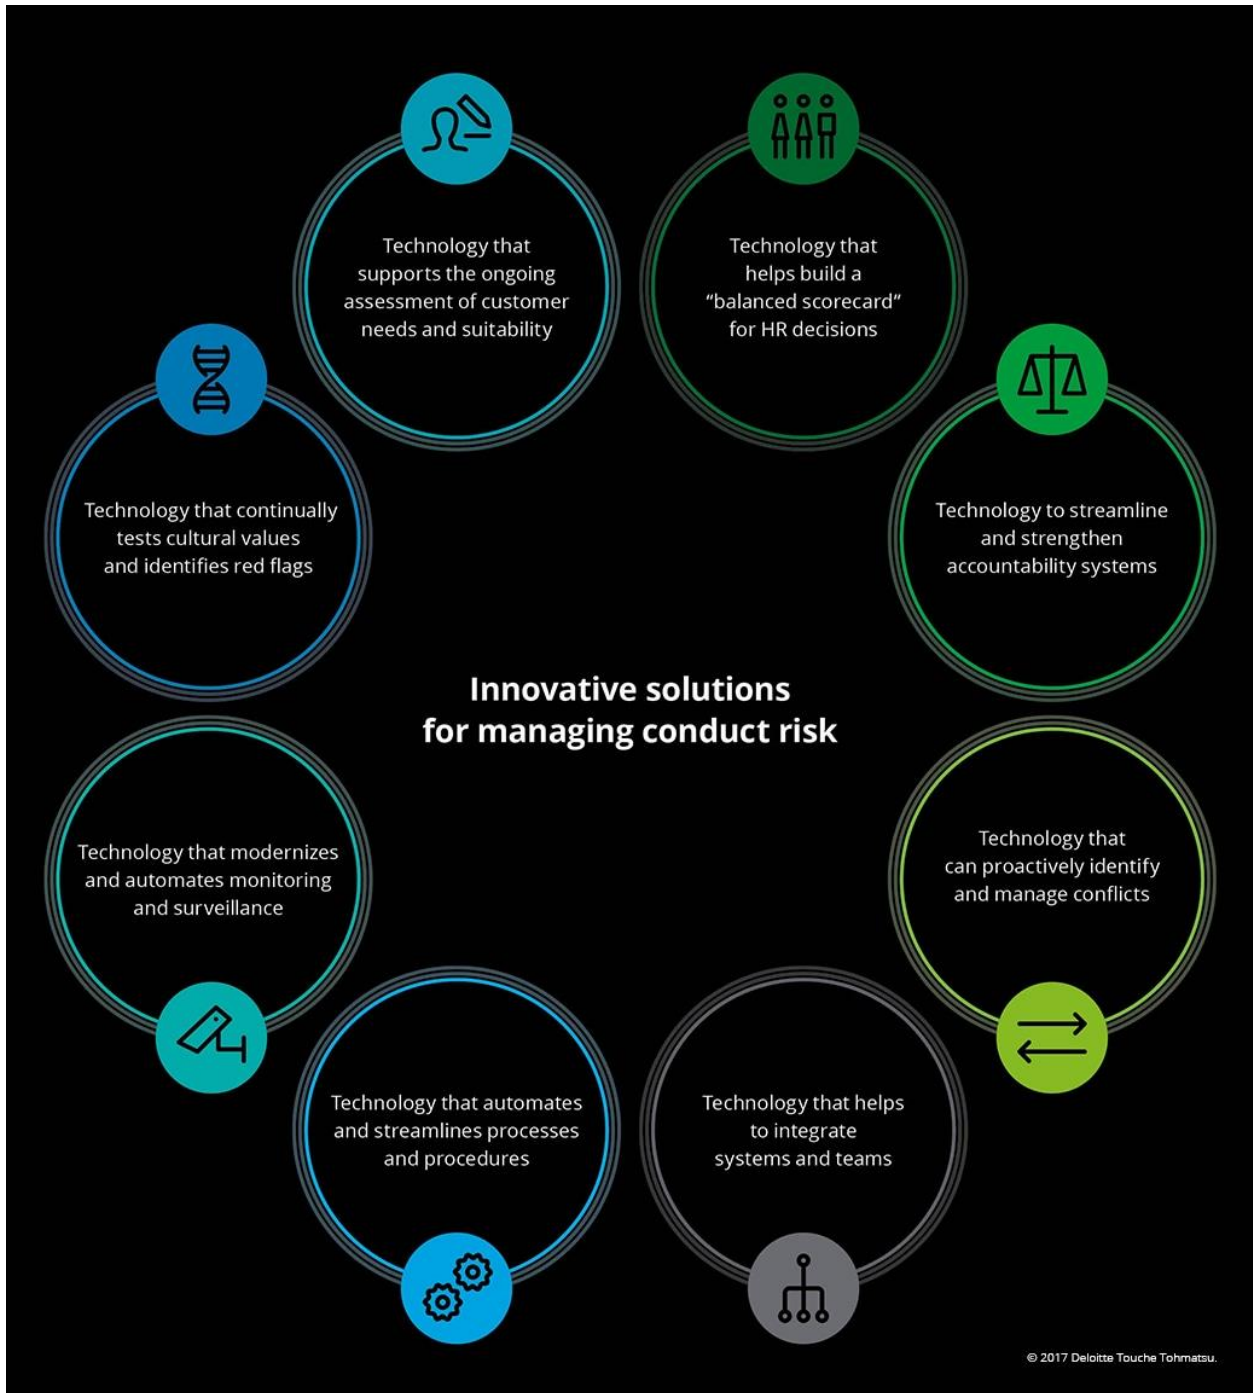 Technology that
supports the ongoing
assessment of customer
needs and suitability
Technology that
helps build a
“balanced scorecard“
for HR decisions
Technology that continually
tests cultural values
and identifies red flags
Technology to streamline
and strengthen
accountability systems
Innovative solutions
for managing conduct risk
Technology that modernizes
and automates monitoring
and surveillance
Technology that
can proactively identify
and manage conflicts
Technology that automates
and streamlines processes
and procedures
Technology that helps
to integrate
systems and teams
© 2017 Deloitte Touche Tohmatsu.